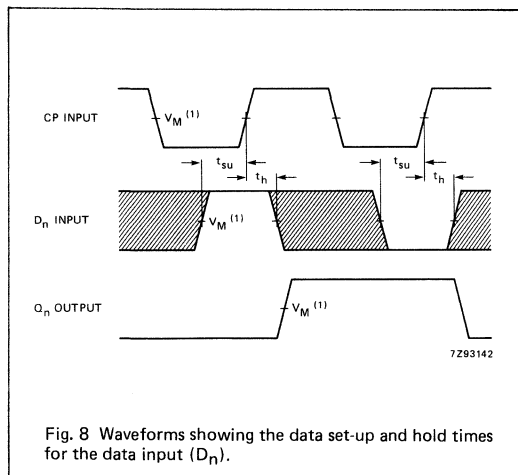 CP INPUT
V_M (1)
t_su
t_su
t_h
t_h
D_n INPUT
V_M (1)
Q_n OUTPUT
V_M (1)
7Z93142
Fig. 8 Waveforms showing the data set-up and hold times
for the data input (D_n).